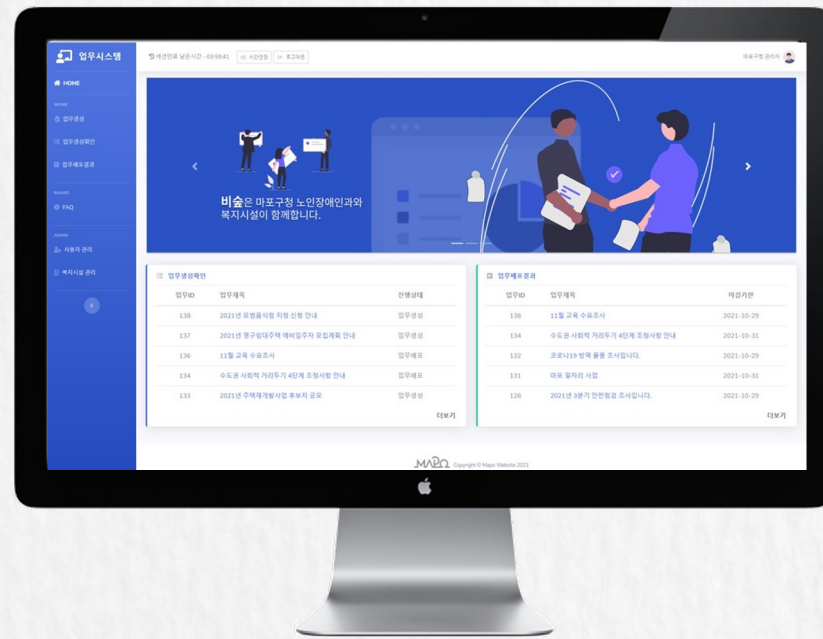 업무시스템
세션만료 남은시간 - 03:59:41
시간연장
로그아웃
마포구청 관리자
HOME
WORK
업무생성
업무생성확인
업무배포결과
BOARD
FAQ
ADMIN
사용자 관리
복지시설 관리
비숲은 마포구청 노인장애인과와
복지시설이 함께합니다.
업무생성확인
업무ID 업무제목 진행상태
138 2021년 모범음식점 지정 신청 안내 업무생성
137 2021년 영구임대주택 예비입주자 모집계획 안내 업무생성
136 11월 교육 수요조사 업무배포
134 수도권 사회적 거리두기 4단계 조정사항 안내 업무배포
133 2021년 주택재개발사업 후보지 공모 업무생성
더보기
업무배포결과
업무ID 업무제목 마감기한
136 11월 교육 수요조사 2021-10-29
134 수도권 사회적 거리두기 4단계 조정사항 안내 2021-10-31
132 코로나19 방역 물품 조사입니다. 2021-10-29
131 마포 일자리 사업 2021-10-31
126 2021년 3분기 안전점검 조사입니다. 2021-10-29
더보기
MAPO Copyright © Mapo Website 2021